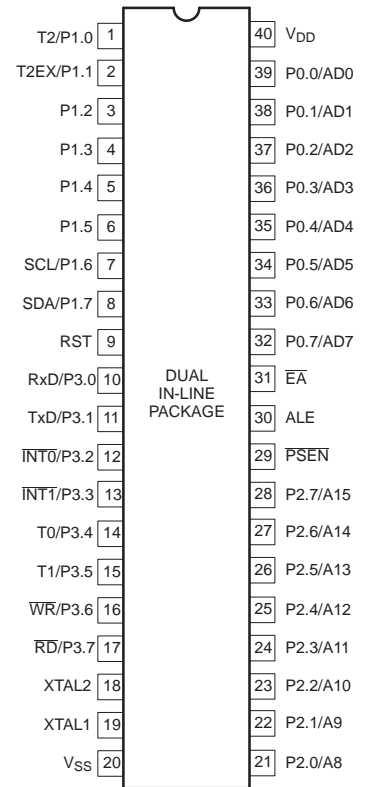 T2/P1.0 1
T2EX/P1.1 2
P1.2 3
P1.3 4
P1.4 5
P1.5 6
SCL/P1.6 7
SDA/P1.7 8
RST 9
RxD/P3.0 10
TxD/P3.1 11
I̅N̅T̅0̅/P3.2 12
I̅N̅T̅1̅/P3.3 13
T0/P3.4 14
T1/P3.5 15
W̅R̅/P3.6 16
R̅D̅/P3.7 17
XTAL2 18
XTAL1 19
VSS 20
DUAL
IN-LINE
PACKAGE
40 VDD
39 P0.0/AD0
38 P0.1/AD1
37 P0.2/AD2
36 P0.3/AD3
35 P0.4/AD4
34 P0.5/AD5
33 P0.6/AD6
32 P0.7/AD7
31 E̅A̅
30 ALE
29 P̅S̅E̅N̅
28 P2.7/A15
27 P2.6/A14
26 P2.5/A13
25 P2.4/A12
24 P2.3/A11
23 P2.2/A10
22 P2.1/A9
21 P2.0/A8